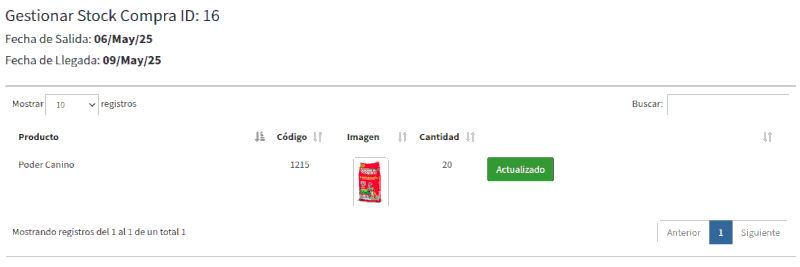 Gestionar Stock Compra ID: 16
Fecha de Salida: 06/May/25
Fecha de Llegada: 09/May/25
Mostrar 10 registros Buscar:
Producto Código Imagen Cantidad
Poder Canino 1215 20 Actualizado
Mostrando registros del 1 al 1 de un total 1 Anterior 1 Siguiente